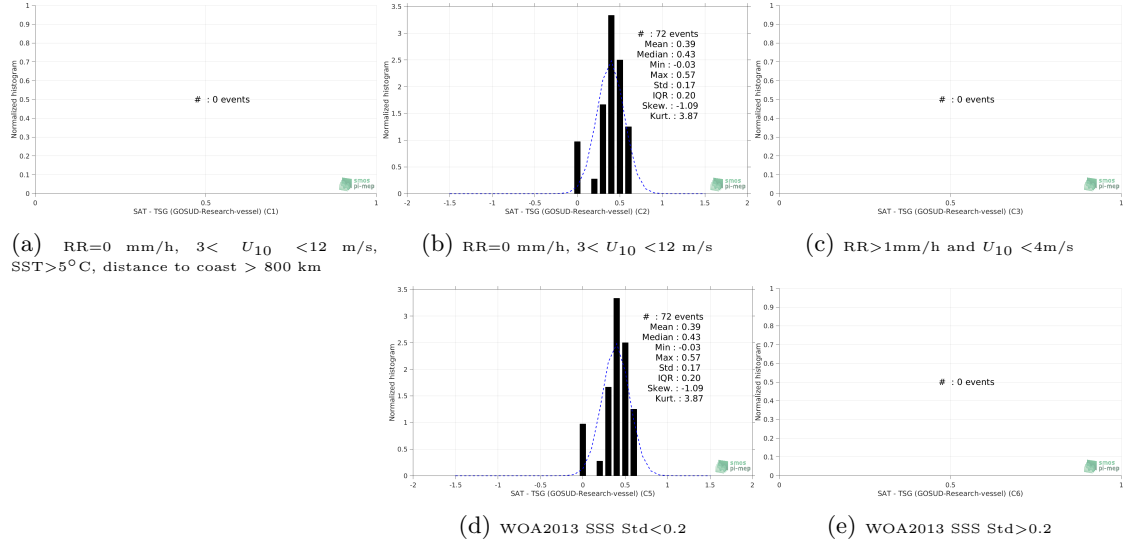 1
0.9
0.8
0.7
0.6
0.5
0.4
0.3
0.2
0.1
0
Normalized histogram
# : 0 events
0 0.5 1
SAT - TSG (GOSUD-Research-vessel) (C1)
smos
pi-mep
3.5
3
2.5
2
1.5
1
0.5
0
Normalized histogram
# : 72 events
Mean : 0.39
Median : 0.43
Min : -0.03
Max : 0.57
Std : 0.17
IQR : 0.20
Skew. : -1.09
Kurt. : 3.87
-2 -1.5 -1 -0.5 0 0.5 1 1.5 2
SAT - TSG (GOSUD-Research-vessel) (C2)
smos
pi-mep
1
0.9
0.8
0.7
0.6
0.5
0.4
0.3
0.2
0.1
0
Normalized histogram
# : 0 events
0 0.5 1
SAT - TSG (GOSUD-Research-vessel) (C3)
smos
pi-mep
(a) RR=0 mm/h, 3< U10 <12 m/s,
SST>5°C, distance to coast > 800 km
(b) RR=0 mm/h, 3< U10 <12 m/s
(c) RR>1mm/h and U10 <4m/s
3.5
3
2.5
2
1.5
1
0.5
0
Normalized histogram
# : 72 events
Mean : 0.39
Median : 0.43
Min : -0.03
Max : 0.57
Std : 0.17
IQR : 0.20
Skew. : -1.09
Kurt. : 3.87
-2 -1.5 -1 -0.5 0 0.5 1 1.5 2
SAT - TSG (GOSUD-Research-vessel) (C5)
smos
pi-mep
1
0.9
0.8
0.7
0.6
0.5
0.4
0.3
0.2
0.1
0
Normalized histogram
# : 0 events
0 0.5 1
SAT - TSG (GOSUD-Research-vessel) (C6)
smos
pi-mep
(d) WOA2013 SSS Std<0.2
(e) WOA2013 SSS Std>0.2